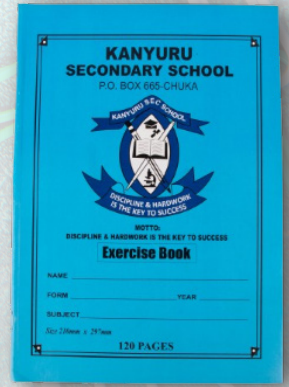 KANYURU
SECONDARY SCHOOL
P.O. BOX 665-CHUKA
KANYURU SEC SCHOOL
DISCIPLINE & HARDWORK
IS THE KEY TO SUCCESS
MOTTO:
DISCIPLINE & HARDWORK IS THE KEY TO SUCCESS
Exercise Book
NAME
FORM YEAR
SUBJECT
Size 210mm x 297mm
120 PAGES